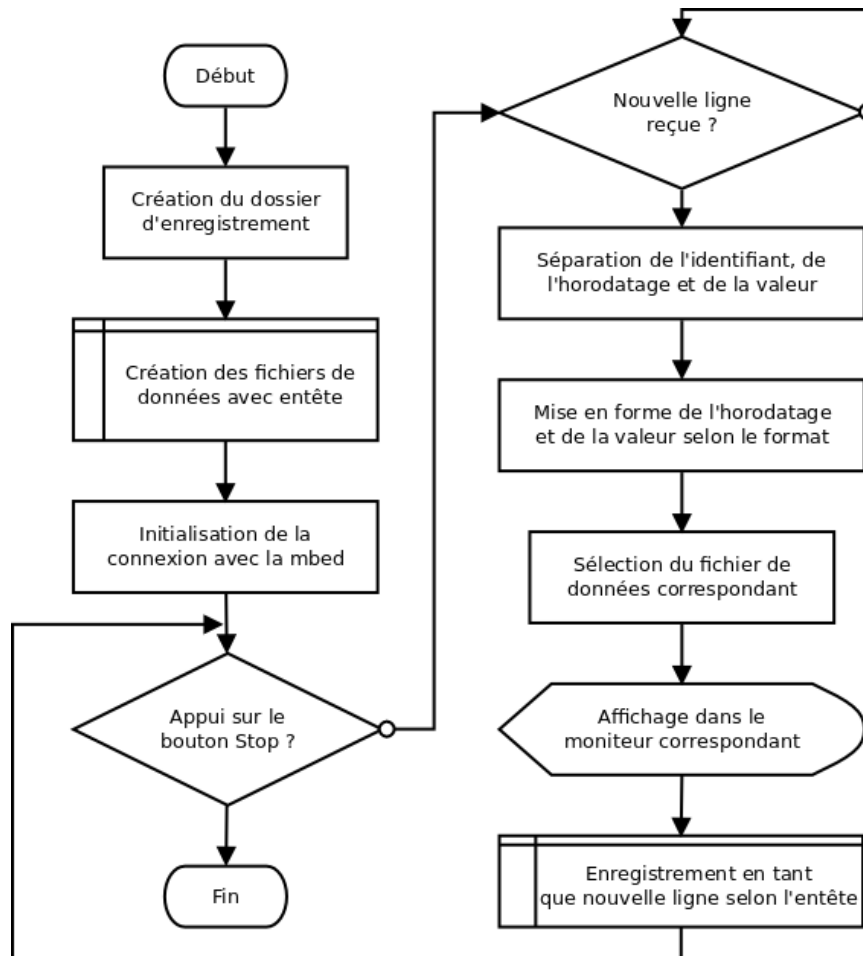 Début
Création du dossier
d'enregistrement
Création des fichiers de
données avec entête
Initialisation de la
connexion avec la mbed
Appui sur le
bouton Stop ?
Fin
Nouvelle ligne
reçue ?
Séparation de l'identifiant, de
l'horodatage et de la valeur
Mise en forme de l'horodatage
et de la valeur selon le format
Sélection du fichier de
données correspondant
Affichage dans le
moniteur correspondant
Enregistrement en tant
que nouvelle ligne selon l'entête